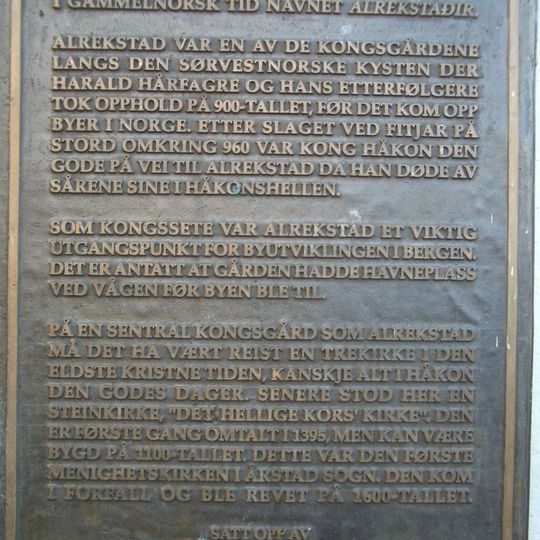 I GAMMELNORSK TID NAVNET ALREKSTAÐIR.
ALREKSTAD VAR EN AV DE KONGSGÅRDENE
LANGS DEN SØRVESTNORSKE KYSTEN DER
HARALD HÅRFAGRE OG HANS ETTERFØLGERE
TOK OPPHOLD PÅ 900-TALLET, FØR DET KOM OPP
BYER I NORGE. ETTER SLAGET VED FITJAR PÅ
STORD OMKRING 960 VAR KONG HÅKON DEN
GODE PÅ VEI TIL ALREKSTAD DA HAN DØDE AV
SÅRENE SINE I HÅKONSHELLEN.
SOM KONGSSETE VAR ALREKSTAD ET VIKTIG
UTGANGSPUNKT FOR BYUTVIKLINGEN I BERGEN.
DET ER ANTATT AT GÅRDEN HADDE HAVNEPLASS
VED VÅGEN FØR BYEN BLE TIL.
PÅ EN SENTRAL KONGSGÅRD SOM ALREKSTAD
MÅ DET HA VÆRT REIST EN TREKIRKE I DEN
ELDSTE KRISTNE TIDEN, KANSKJE ALT I HÅKON
DEN GODES DAGER. SENERE STOD HER EN
STEINKIRKE, "DET HELLIGE KORS' KIRKE". DEN
ER FØRSTE GANG OMTALT I 1395, MEN KAN VÆRE
BYGD PÅ 1100-TALLET. DETTE VAR DEN FØRSTE
MENIGHETSKIRKEN I ÅRSTAD SOGN. DEN KOM
I FORFALL OG BLE REVET PÅ 1600-TALLET.
SATT OPP AV